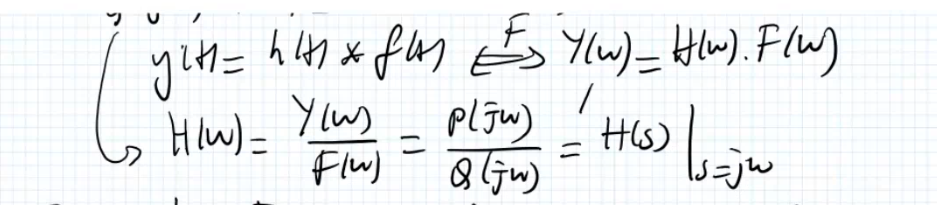 y(t) = h(t) * f(t) ⟺ F Y(ω) = H(ω) . F(ω)
H(ω) = Y(ω) / F(ω) = P(jω) / Q(jω) = H(s) |s=jω